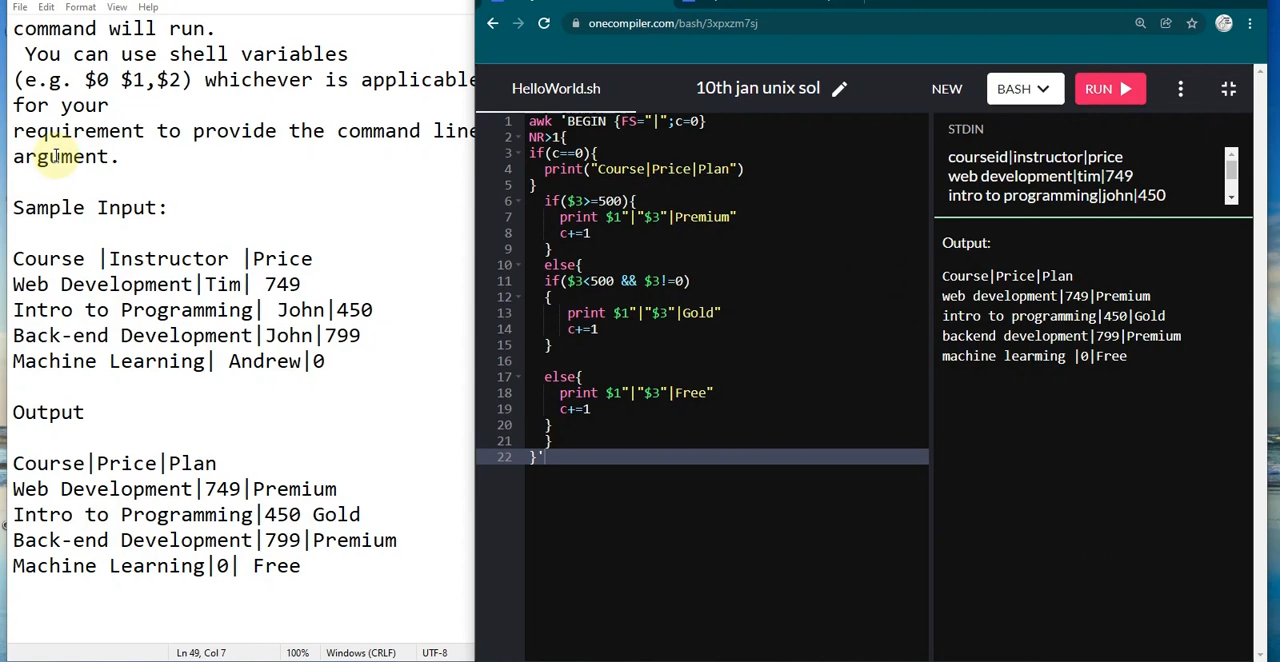 File Edit Format View Help
command will run.
You can use shell variables
(e.g. $0 $1,$2) whichever is applicable
for your
requirement to provide the command line
argument.
Sample Input:
Course |Instructor |Price
Web Development|Tim| 749
Intro to Programming| John|450
Back-end Development|John|799
Machine Learning| Andrew|0
Output
Course|Price|Plan
Web Development|749|Premium
Intro to Programming|450 Gold
Back-end Development|799|Premium
Machine Learning|0| Free
Ln 49, Col 7 100% Windows (CRLF) UTF-8
onecompiler.com/bash/3xpxzm7sj
HelloWorld.sh 10th jan unix sol NEW BASH RUN
1 awk 'BEGIN {FS="|";c=0}
2 NR>1{
3 if(c==0){
4 print("Course|Price|Plan")
5 }
6 if($3>=500){
7 print $1"|"$3"|Premium"
8 c+=1
9 }
10 else{
11 if($3<500 && $3!=0)
12 {
13 print $1"|"$3"|Gold"
14 c+=1
15 }
16
17 else{
18 print $1"|"$3"|Free"
19 c+=1
20 }
21 }
22 }'
STDIN
courseid|instructor|price
web development|tim|749
intro to programming|john|450
Output:
Course|Price|Plan
web development|749|Premium
intro to programming|450|Gold
backend development|799|Premium
machine learming |0|Free